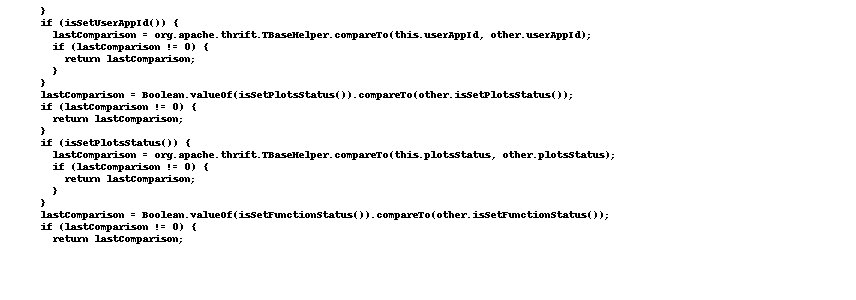 }
if (isSetUserAppId()) {
lastComparison = org.apache.thrift.TBaseHelper.compareTo(this.userAppId, other.userAppId);
if (lastComparison != 0) {
return lastComparison;
}
}
lastComparison = Boolean.valueOf(isSetPlotsStatus()).compareTo(other.isSetPlotsStatus());
if (lastComparison != 0) {
return lastComparison;
}
if (isSetPlotsStatus()) {
lastComparison = org.apache.thrift.TBaseHelper.compareTo(this.plotsStatus, other.plotsStatus);
if (lastComparison != 0) {
return lastComparison;
}
}
lastComparison = Boolean.valueOf(isSetFunctionStatus()).compareTo(other.isSetFunctionStatus());
if (lastComparison != 0) {
return lastComparison;